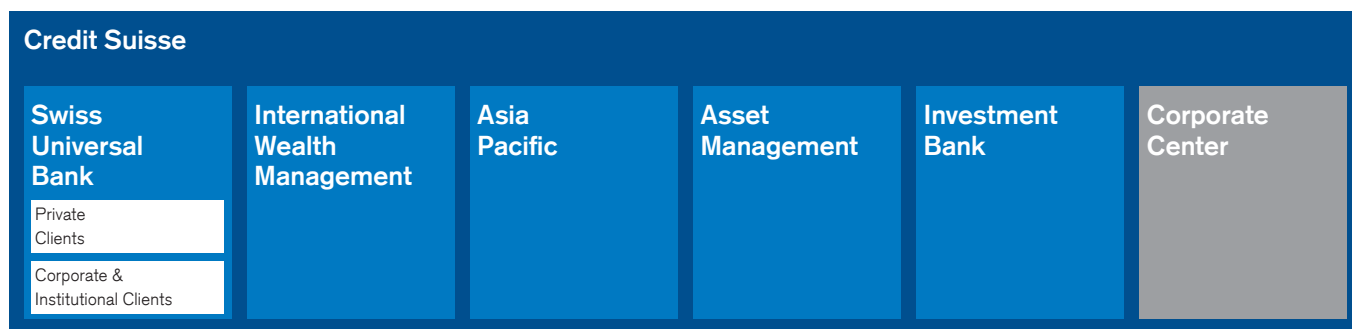 Credit Suisse
Swiss
Universal
Bank
Private
Clients
Corporate &
Institutional Clients
International
Wealth
Management
Asia
Pacific
Asset
Management
Investment
Bank
Corporate
Center